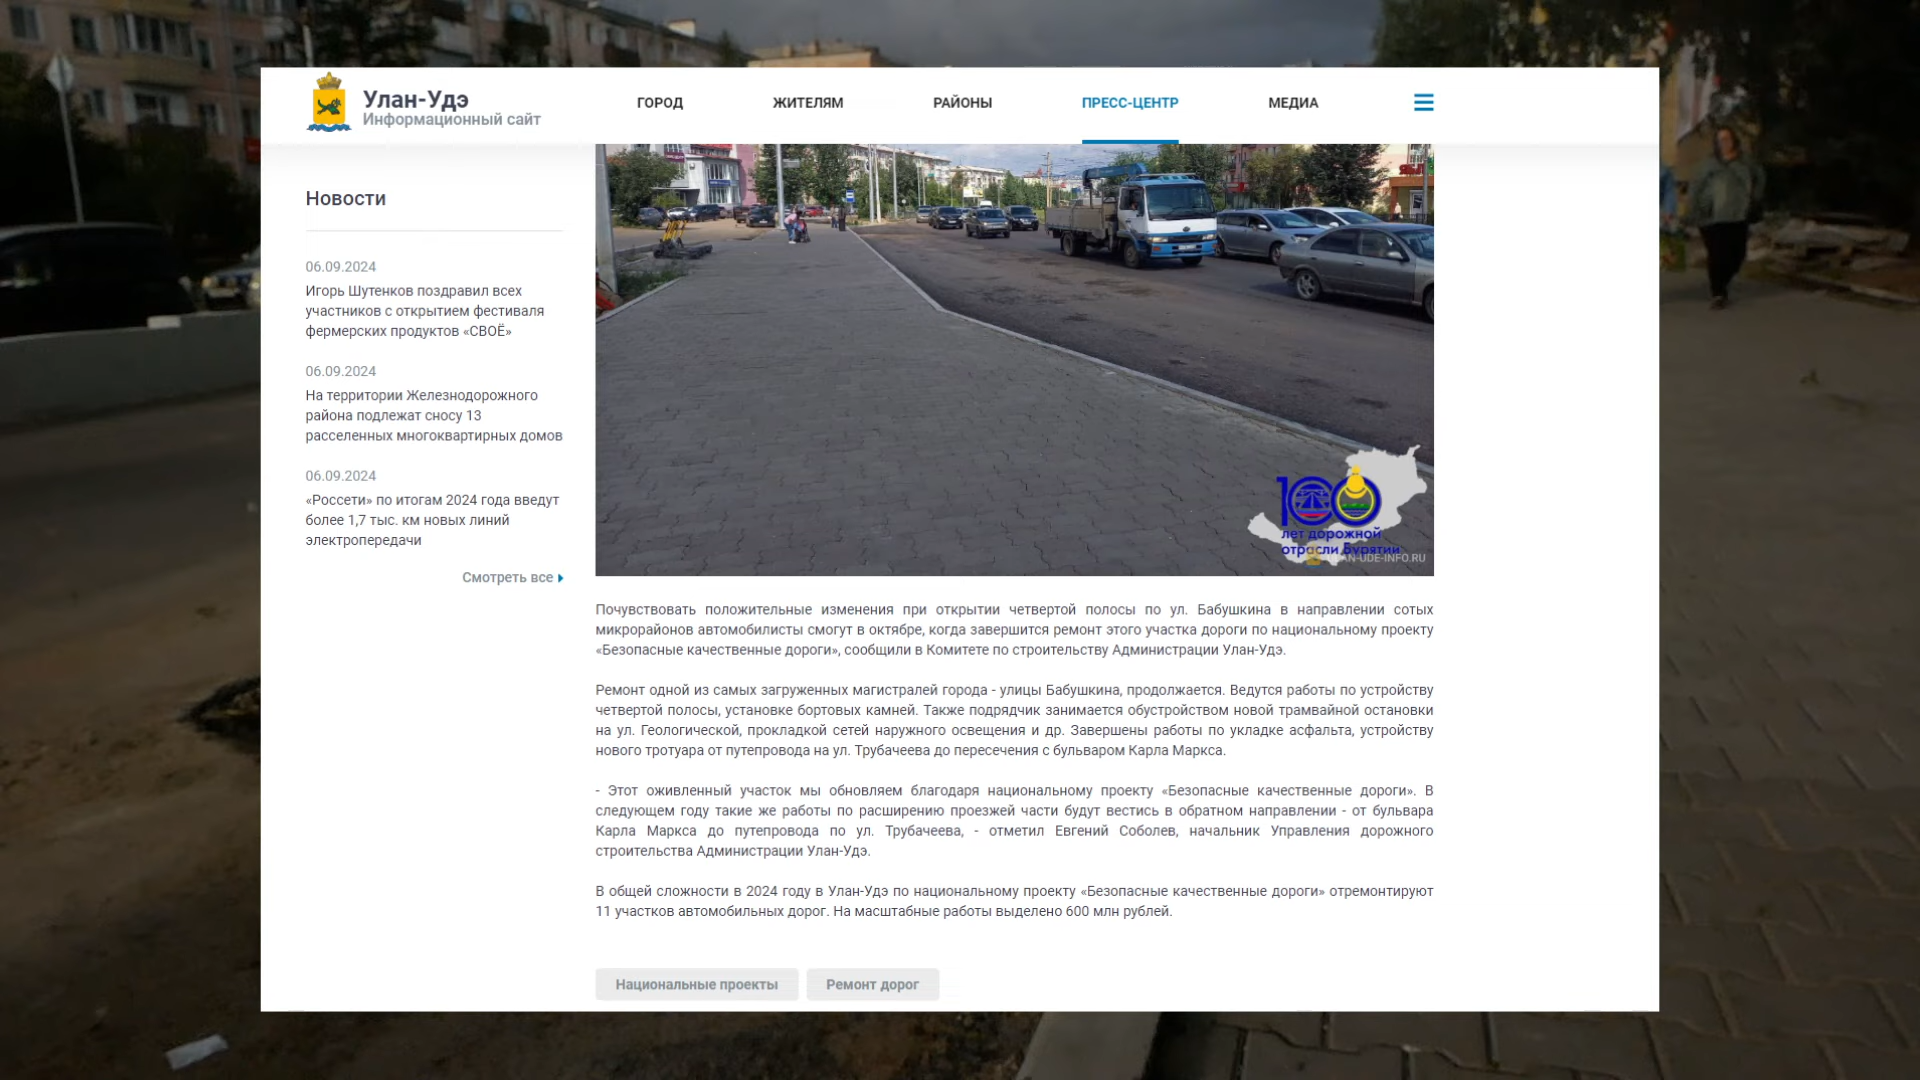 Улан-Удэ
Информационный сайт
ГОРОД
ЖИТЕЛЯМ
РАЙОНЫ
ПРЕСС-ЦЕНТР
МЕДИА
Новости
06.09.2024
Игорь Шутенков поздравил всех
участников с открытием фестиваля
фермерских продуктов «СВОЁ»
06.09.2024
На территории Железнодорожного
района подлежат сносу 13
расселенных многоквартирных домов
06.09.2024
«Россети» по итогам 2024 года введут
более 1,7 тыс. км новых линий
электропередачи
Смотреть все
100
лет дорожной
отрасли Бурятии
Почувствовать положительные изменения при открытии четвертой полосы по ул. Бабушкина в направлении сотых
микрорайонов автомобилисты смогут в октябре, когда завершится ремонт этого участка дороги по национальному проекту
«Безопасные качественные дороги», сообщили в Комитете по строительству Администрации Улан-Удэ.
Ремонт одной из самых загруженных магистралей города - улицы Бабушкина, продолжается. Ведутся работы по устройству
четвертой полосы, установке бортовых камней. Также подрядчик занимается обустройством новой трамвайной остановки
на ул. Геологической, прокладкой сетей наружного освещения и др. Завершены работы по укладке асфальта, устройству
нового тротуара от путепровода на ул. Трубачеева до пересечения с бульваром Карла Маркса.
- Этот оживленный участок мы обновляем благодаря национальному проекту «Безопасные качественные дороги». В
следующем году такие же работы по расширению проезжей части будут вестись в обратном направлении - от бульвара
Карла Маркса до путепровода по ул. Трубачеева, - отметил Евгений Соболев, начальник Управления дорожного
строительства Администрации Улан-Удэ.
В общей сложности в 2024 году в Улан-Удэ по национальному проекту «Безопасные качественные дороги» отремонтируют
11 участков автомобильных дорог. На масштабные работы выделено 600 млн рублей.
Национальные проекты
Ремонт дорог